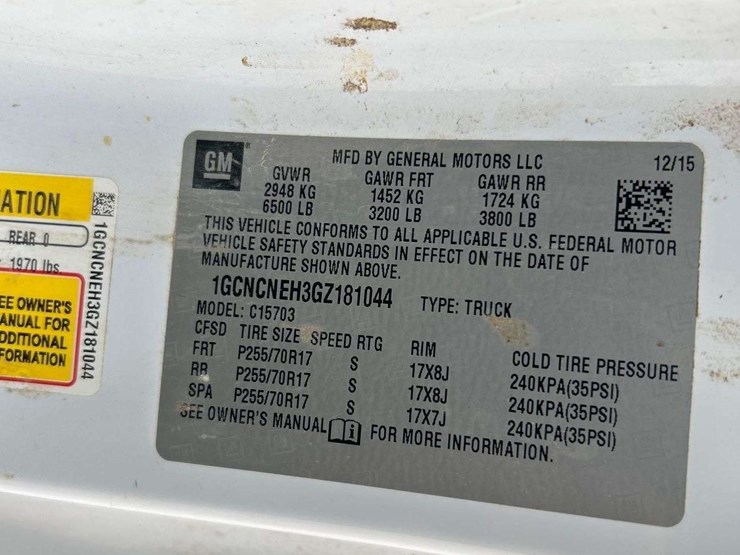 ATION
REAR 0
1970 lbs
EE OWNER'S
ANUAL FOR
DDITIONAL
FORMATION
1GCNCNEH3GZ181044
GM
MFD BY GENERAL MOTORS LLC 12/15
GVWR GAWR FRT GAWR RR
2948 KG 1452 KG 1724 KG
6500 LB 3200 LB 3800 LB
THIS VEHICLE CONFORMS TO ALL APPLICABLE U.S. FEDERAL MOTOR
VEHICLE SAFETY STANDARDS IN EFFECT ON THE DATE OF
MANUFACTURE SHOWN ABOVE.
1GCNCNEH3GZ181044 TYPE: TRUCK
MODEL: C15703
CFSD TIRE SIZE SPEED RTG RIM COLD TIRE PRESSURE
FRT P255/70R17 S 17X8J 240KPA(35PSI)
RR P255/70R17 S 17X8J 240KPA(35PSI)
SPA P255/70R17 S 17X7J 240KPA(35PSI)
SEE OWNER'S MANUAL i FOR MORE INFORMATION.